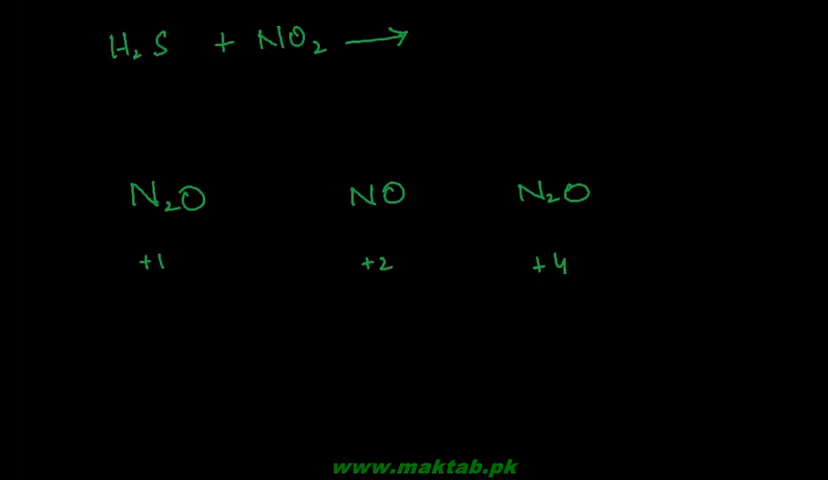 H₂S + NO₂ ⟶
N₂O NO N₂O
+1 +2 +4
www.maktab.pk